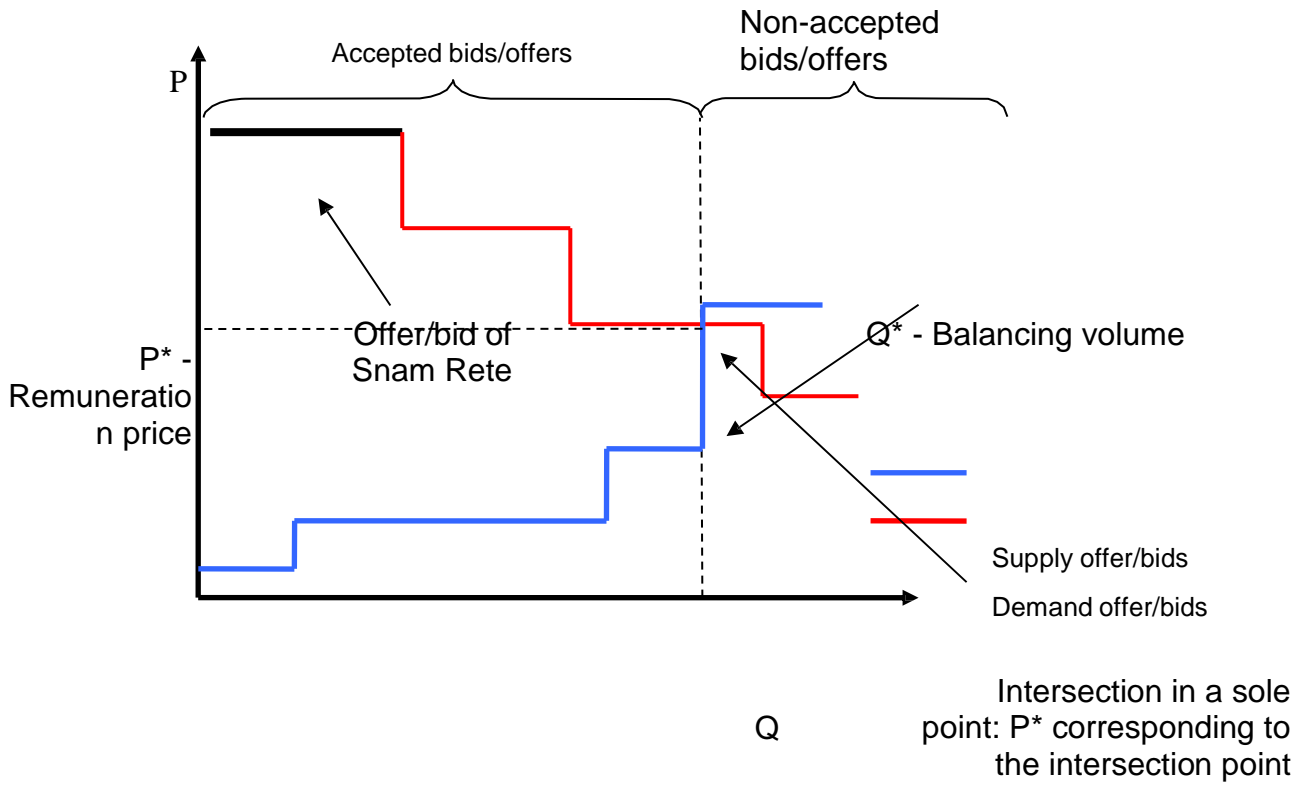 Non-accepted
bids/offers
Accepted bids/offers
P
Offer/bid of
Snam Rete
Q* - Balancing volume
P* -
Remuneratio
n price
Supply offer/bids
Demand offer/bids
Intersection in a sole
point: P* corresponding to
the intersection point
Q